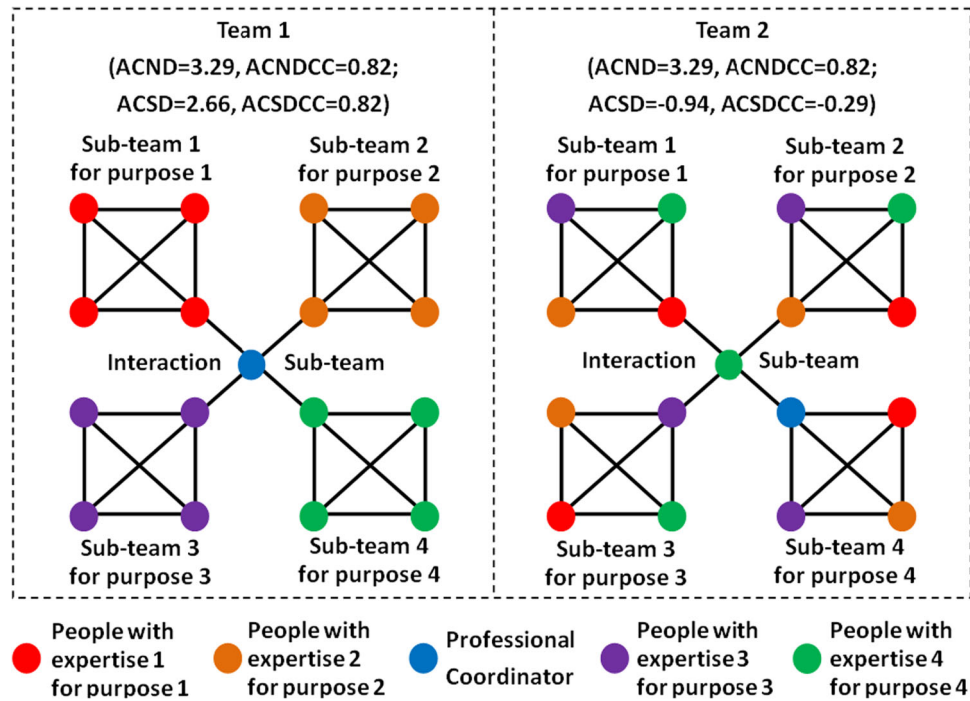 Team 1
(ACND=3.29, ACNDCC=0.82;
ACSD=2.66, ACSDCC=0.82)
Sub-team 1
for purpose 1
Sub-team 2
for purpose 2
Interaction
Sub-team
Sub-team 3
for purpose 3
Sub-team 4
for purpose 4
Team 2
(ACND=3.29, ACNDCC=0.82;
ACSD=-0.94, ACSDCC=-0.29)
Sub-team 1
for purpose 1
Sub-team 2
for purpose 2
Interaction
Sub-team
Sub-team 3
for purpose 3
Sub-team 4
for purpose 4
People with
expertise 1
for purpose 1
People with
expertise 2
for purpose 2
Professional
Coordinator
People with
expertise 3
for purpose 3
People with
expertise 4
for purpose 4